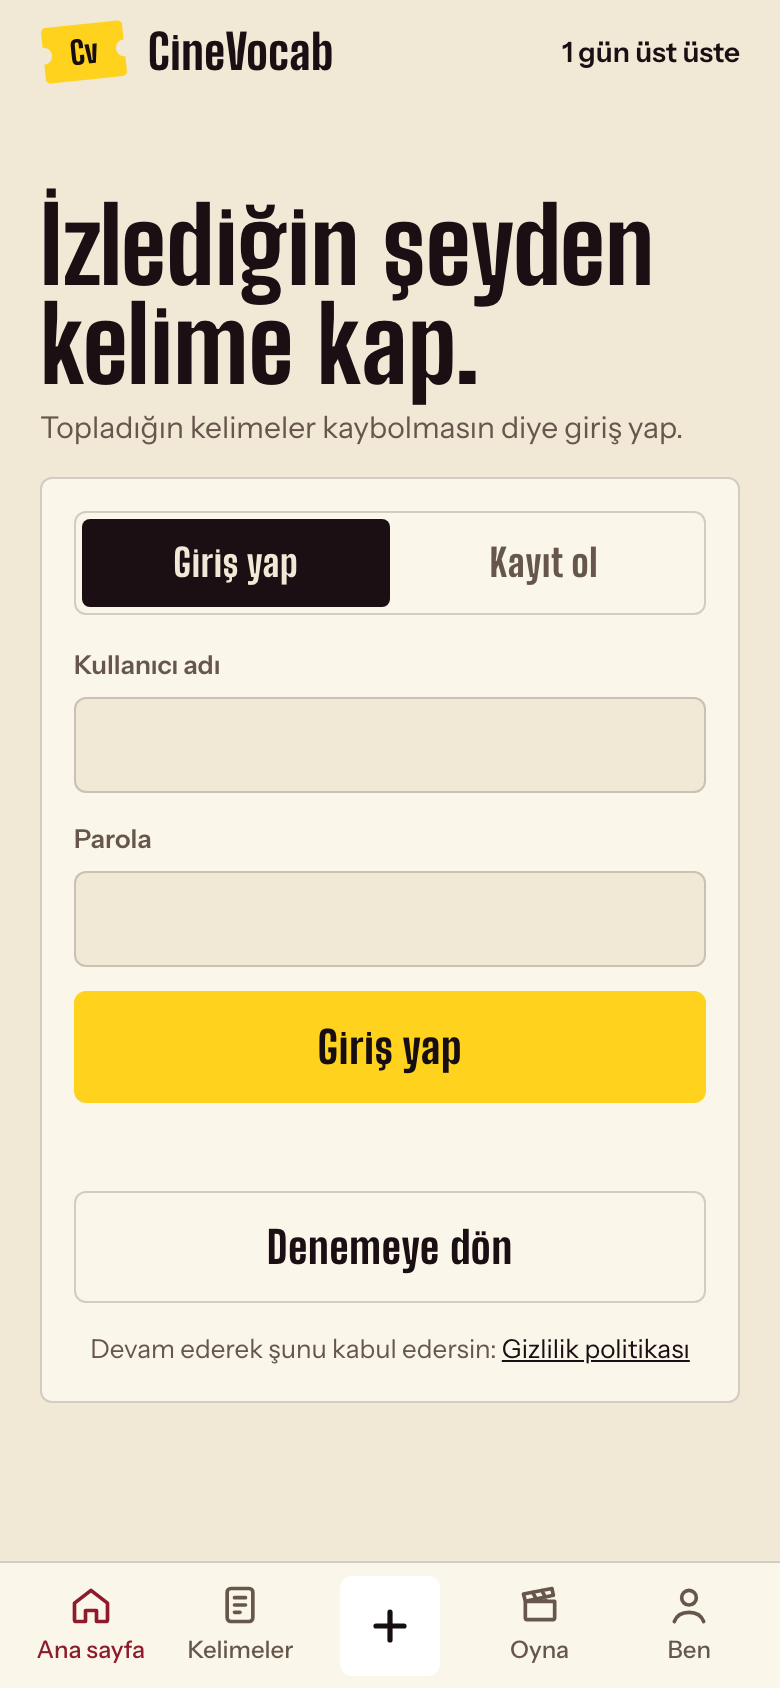 Cv CineVocab 1 gün üst üste
İzlediğin şeyden
kelime kap.
Topladığın kelimeler kaybolmasın diye giriş yap.
Giriş yap Kayıt ol
Kullanıcı adı
Parola
Giriş yap
Denemeye dön
Devam ederek şunu kabul edersin: Gizlilik politikası
Ana sayfa Kelimeler + Oyna Ben